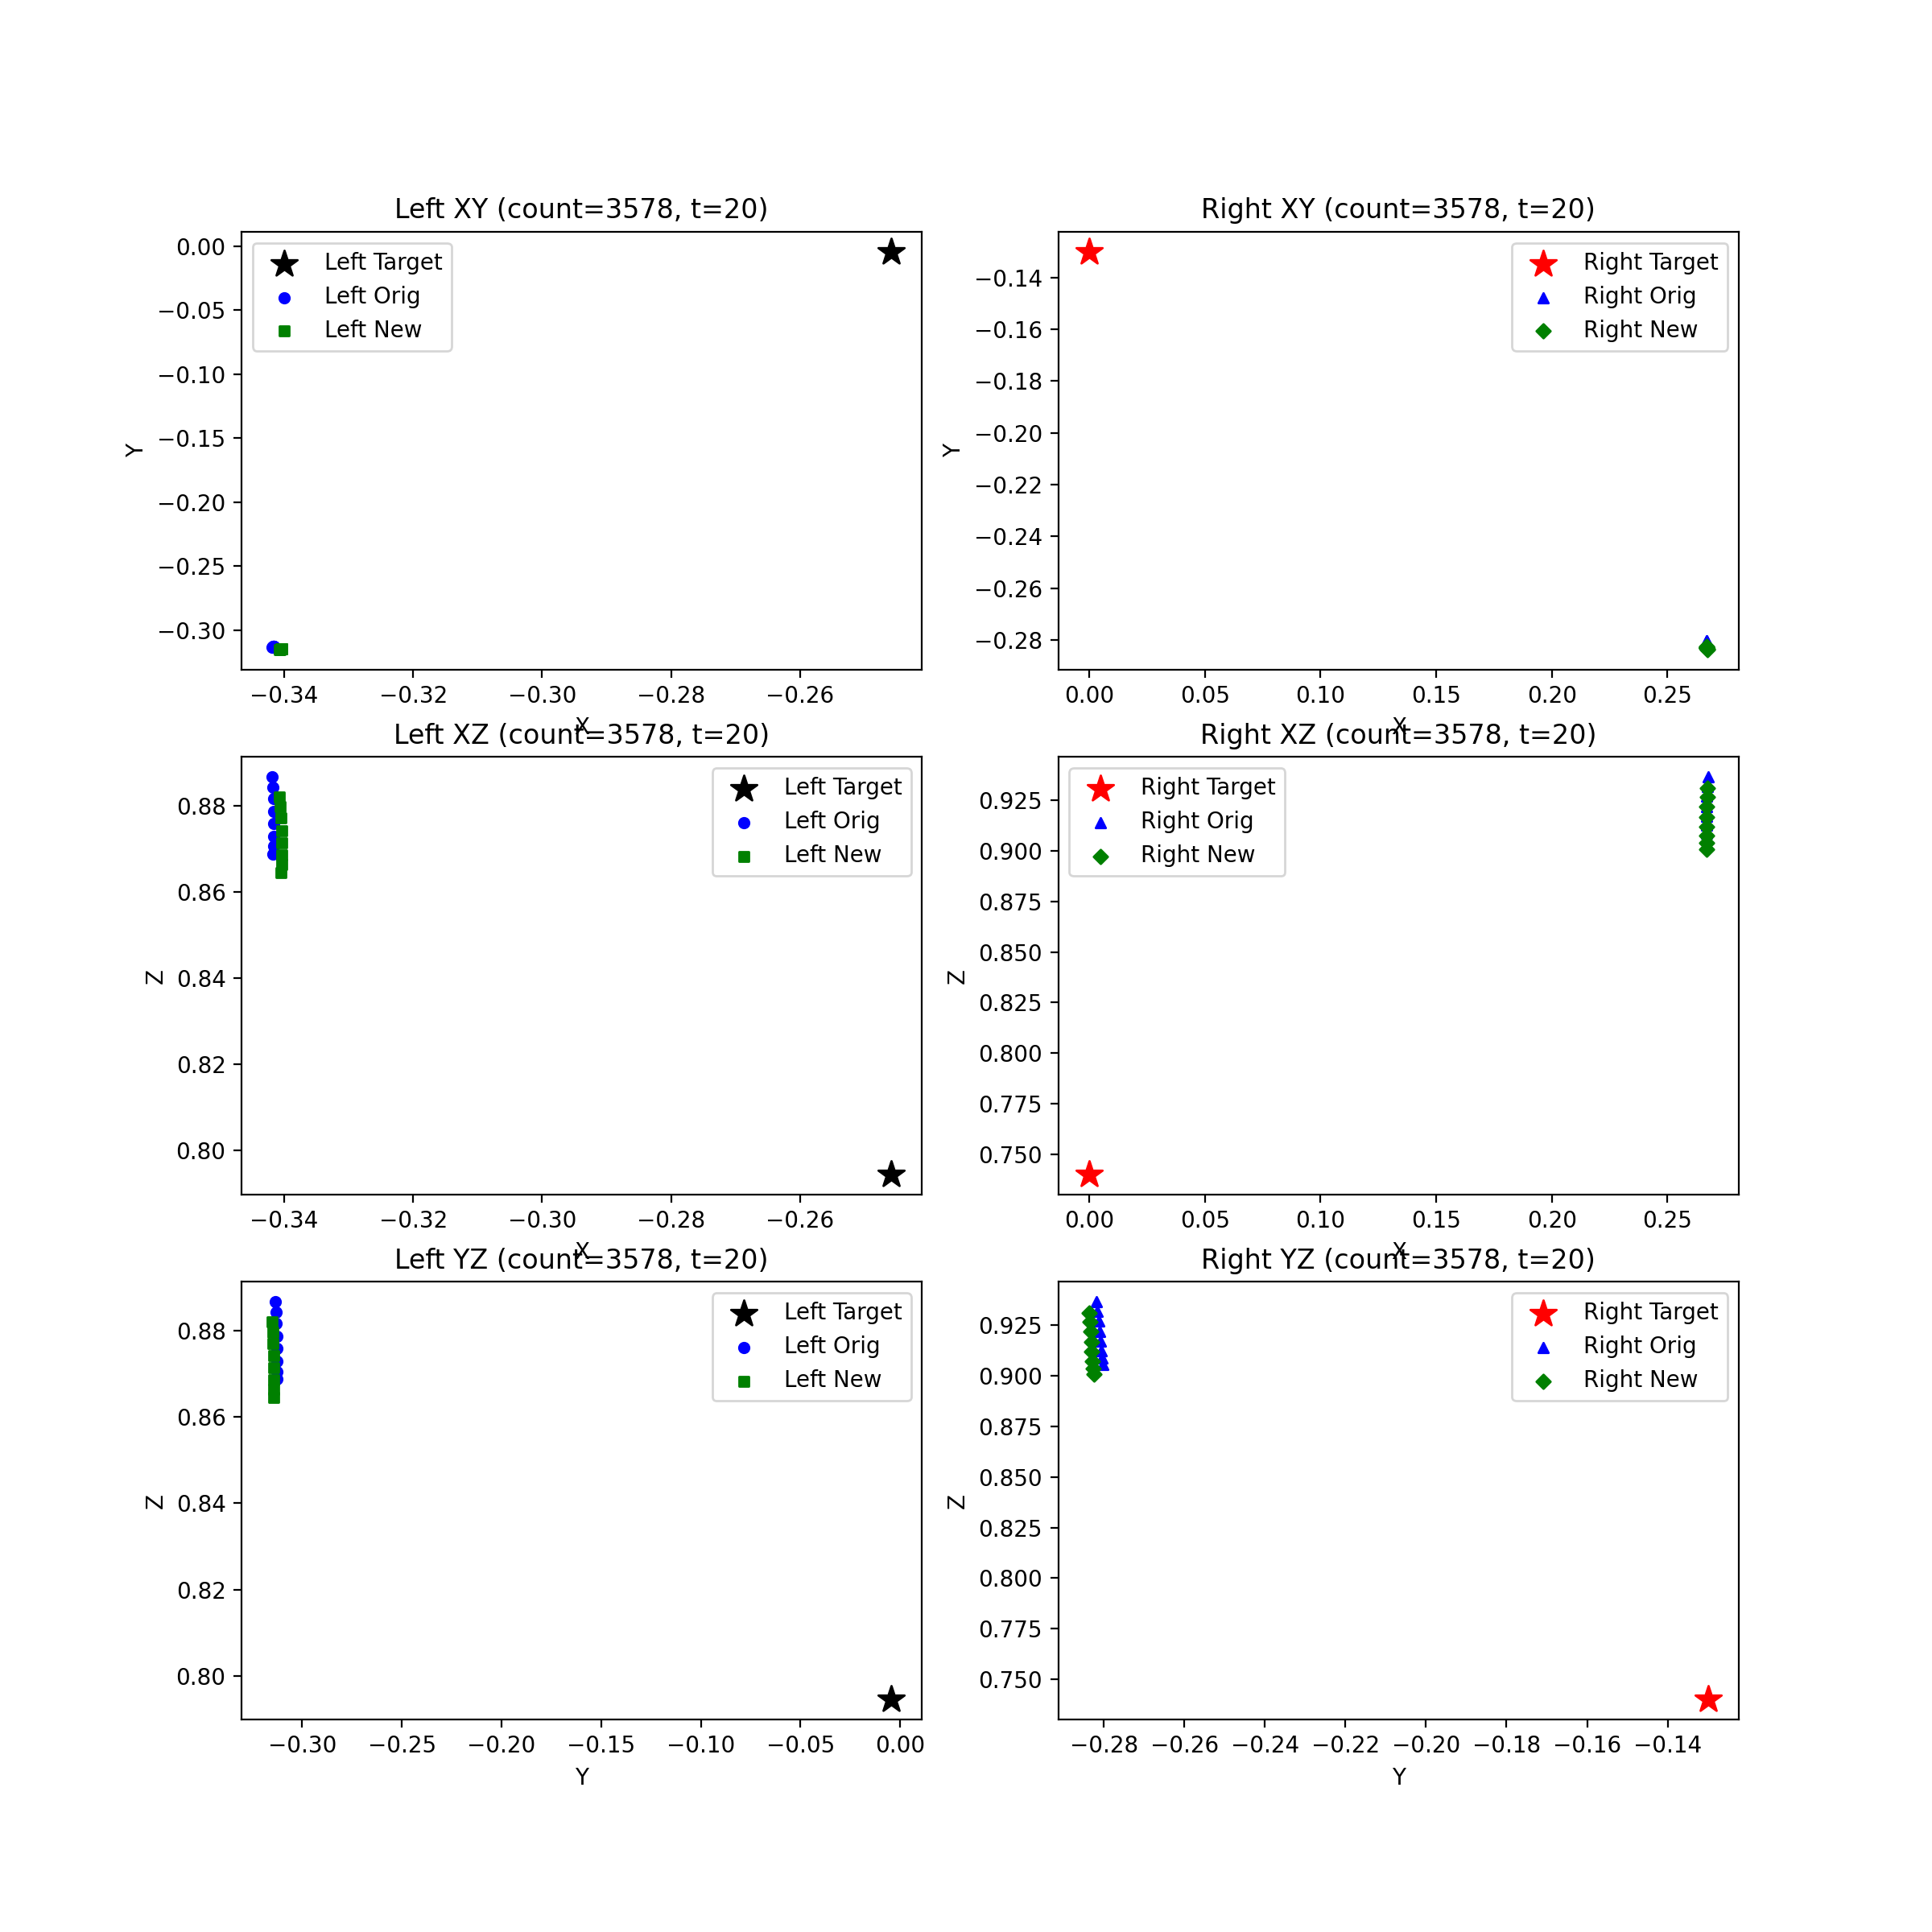 Left XY (count=3578, t=20)
0.00
−0.05
−0.10
−0.15
−0.20
−0.25
−0.30
Y
Left Target
Left Orig
Left New
−0.34
−0.32
−0.30
−0.28
−0.26
X
Right XY (count=3578, t=20)
−0.14
−0.16
−0.18
−0.20
−0.22
−0.24
−0.26
−0.28
Y
Right Target
Right Orig
Right New
0.00
0.05
0.10
0.15
0.20
0.25
X
Left XZ (count=3578, t=20)
0.88
0.86
0.84
0.82
0.80
Z
Left Target
Left Orig
Left New
−0.34
−0.32
−0.30
−0.28
−0.26
X
Right XZ (count=3578, t=20)
0.925
0.900
0.875
0.850
0.825
0.800
0.775
0.750
Z
Right Target
Right Orig
Right New
0.00
0.05
0.10
0.15
0.20
0.25
X
Left YZ (count=3578, t=20)
0.88
0.86
0.84
0.82
0.80
Z
Left Target
Left Orig
Left New
−0.30
−0.25
−0.20
−0.15
−0.10
−0.05
0.00
Y
Right YZ (count=3578, t=20)
0.925
0.900
0.875
0.850
0.825
0.800
0.775
0.750
Z
Right Target
Right Orig
Right New
−0.28
−0.26
−0.24
−0.22
−0.20
−0.18
−0.16
−0.14
Y